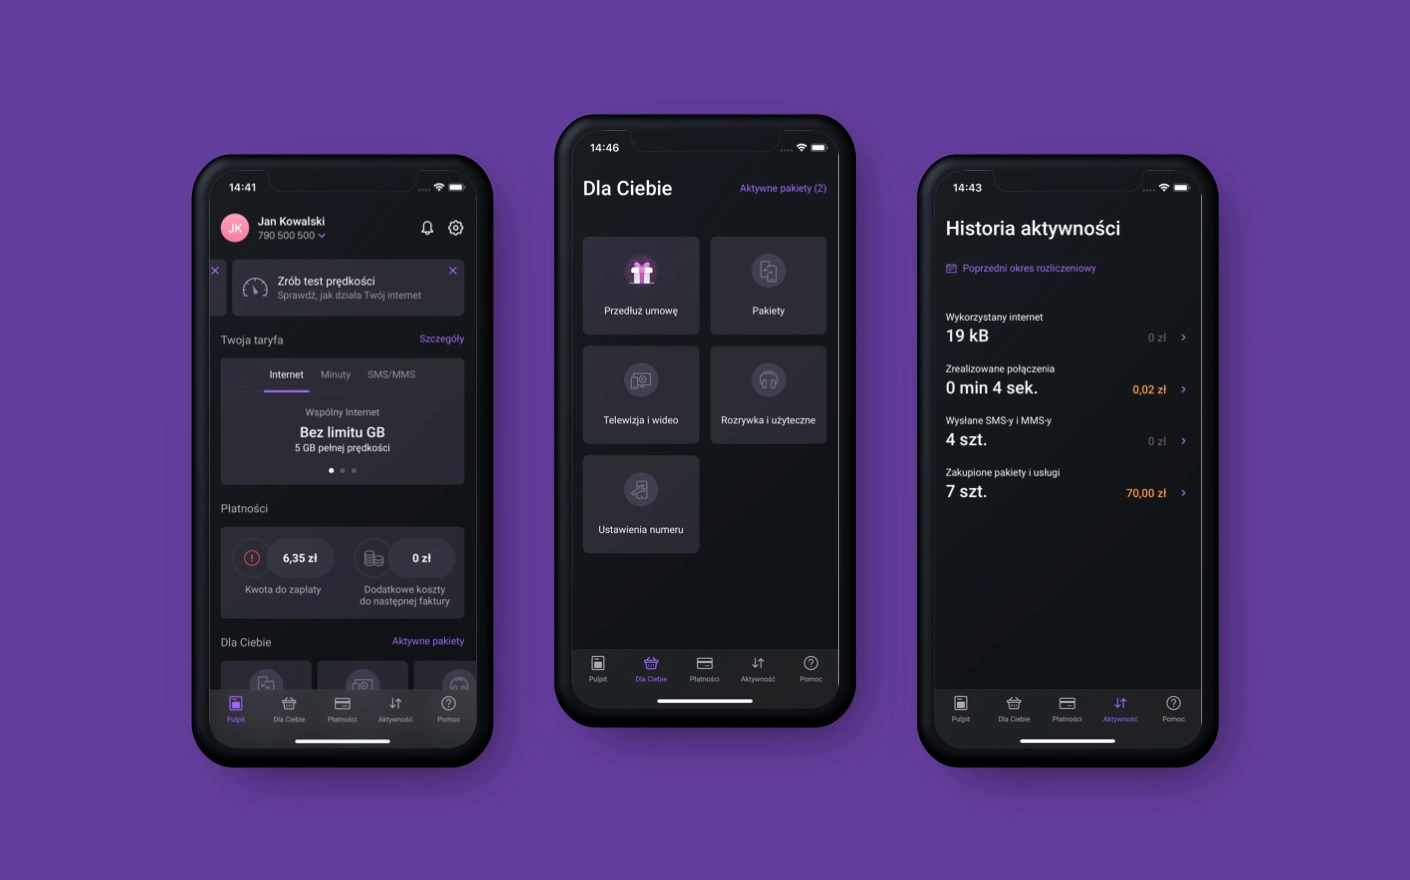 14:41
JK
Jan Kowalski
790 500 500
Zrób test prędkości
Sprawdź, jak działa Twój internet
Twoja taryfa
Szczegóły
Internet
Minuty
SMS/MMS
Wspólny Internet
Bez limitu GB
5 GB pełnej prędkości
Płatności
6,35 zł
0 zł
Kwota do zapłaty
Dodatkowe koszty
do następnej faktury
Dla Ciebie
Aktywne pakiety
Pulpit
Dla Ciebie
Płatności
Aktywność
Pomoc
14:46
Dla Ciebie
Aktywne pakiety (2)
Przedłuż umowę
Pakiety
Telewizja i wideo
Rozrywka i użyteczne
Ustawienia numeru
Pulpit
Dla Ciebie
Płatności
Aktywność
Pomoc
14:43
Historia aktywności
Poprzedni okres rozliczeniowy
Wykorzystany internet
19 kB
0 zł
Zrealizowane połączenia
0 min 4 sek.
0,02 zł
Wysłane SMS-y i MMS-y
4 szt.
0 zł
Zakupione pakiety i usługi
7 szt.
70,00 zł
Pulpit
Dla Ciebie
Płatności
Aktywność
Pomoc